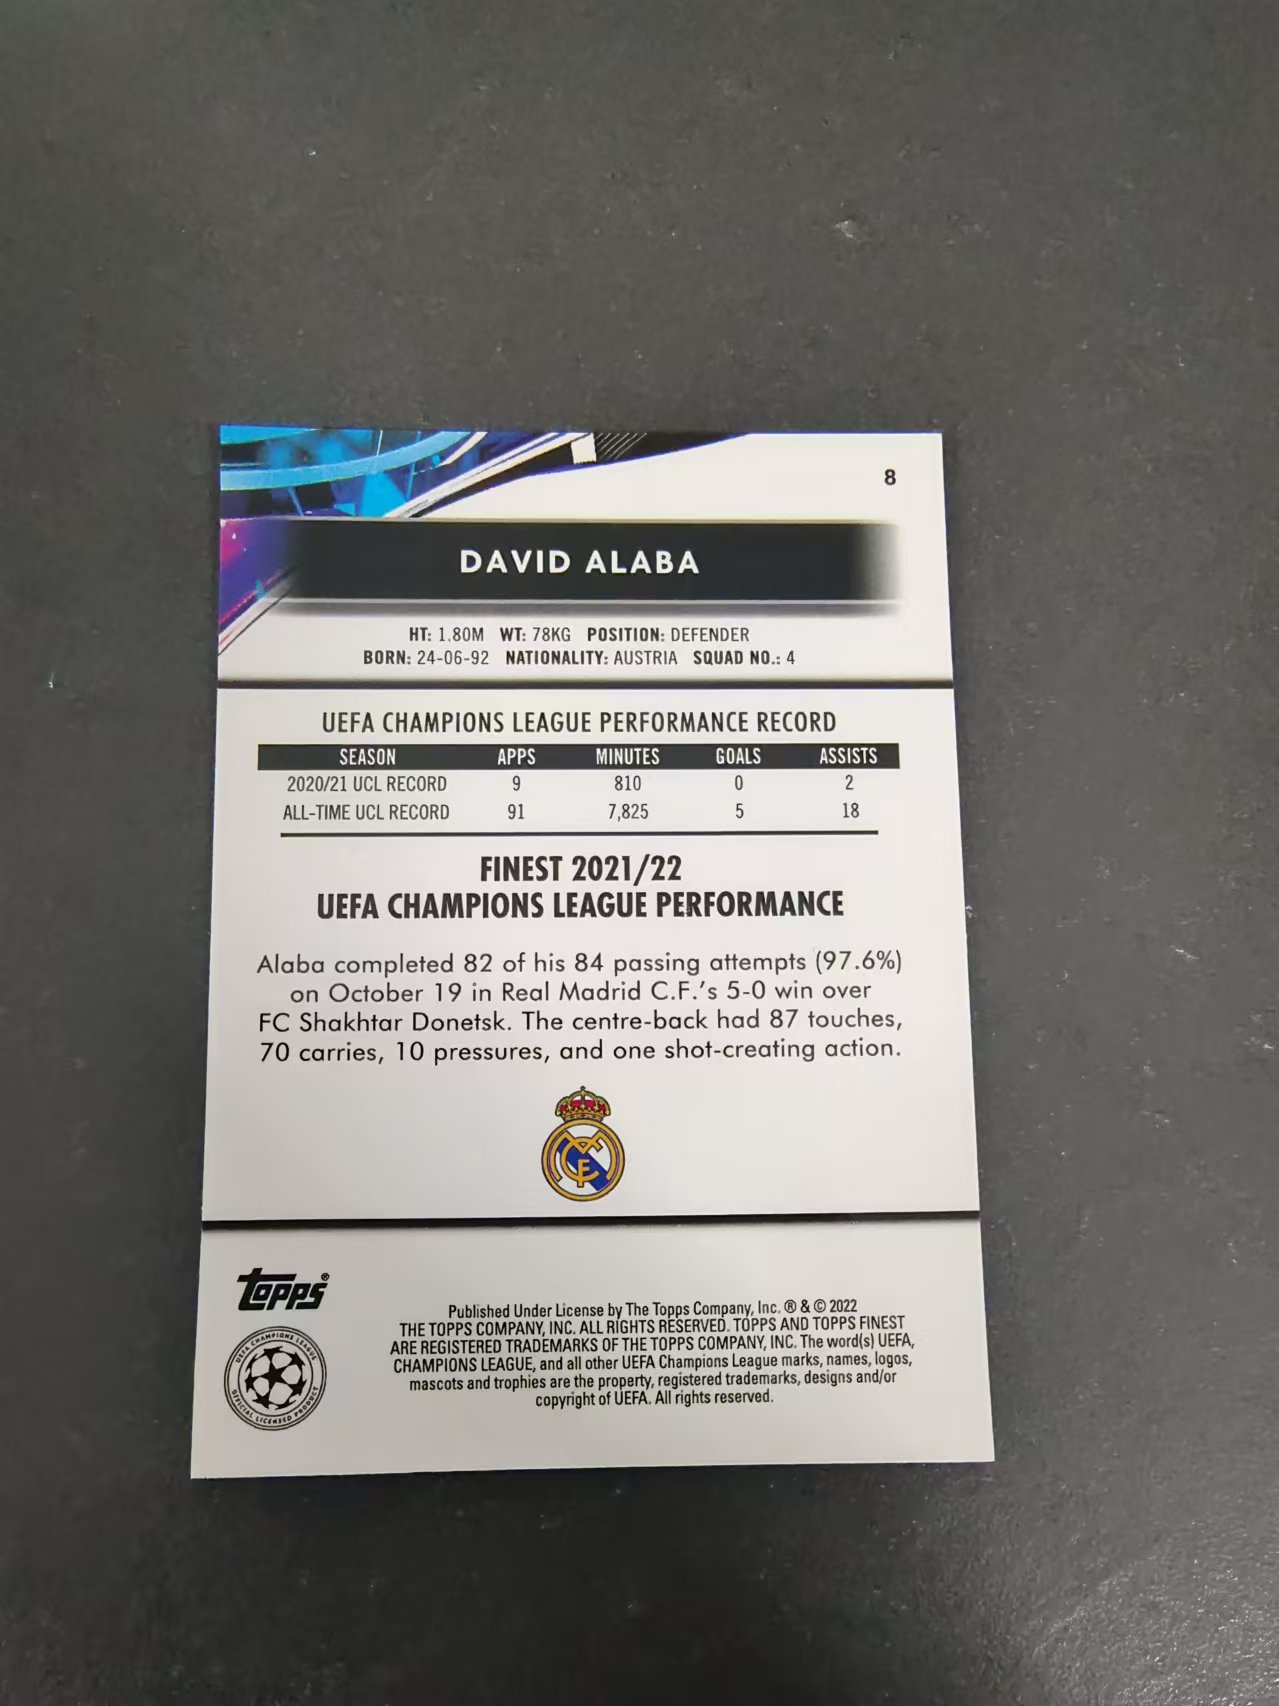 8
DAVID ALABA
HT: 1.80M WT: 78KG POSITION: DEFENDER
BORN: 24-06-92 NATIONALITY: AUSTRIA SQUAD NO.: 4
UEFA CHAMPIONS LEAGUE PERFORMANCE RECORD
SEASON APPS MINUTES GOALS ASSISTS
2020/21 UCL RECORD 9 810 0 2
ALL-TIME UCL RECORD 91 7,825 5 18
FINEST 2021/22
UEFA CHAMPIONS LEAGUE PERFORMANCE
Alaba completed 82 of his 84 passing attempts (97.6%)
on October 19 in Real Madrid C.F.'s 5-0 win over
FC Shakhtar Donetsk. The centre-back had 87 touches,
70 carries, 10 pressures, and one shot-creating action.
topps®
UEFA CHAMPIONS LEAGUE
OFFICIAL LICENSED PRODUCT
Published Under License by The Topps Company, Inc. ® & © 2022
THE TOPPS COMPANY, INC. ALL RIGHTS RESERVED. TOPPS AND TOPPS FINEST
ARE REGISTERED TRADEMARKS OF THE TOPPS COMPANY, INC. The word(s) UEFA,
CHAMPIONS LEAGUE, and all other UEFA Champions League marks, names, logos,
mascots and trophies are the property, registered trademarks, designs and/or
copyright of UEFA. All rights reserved.